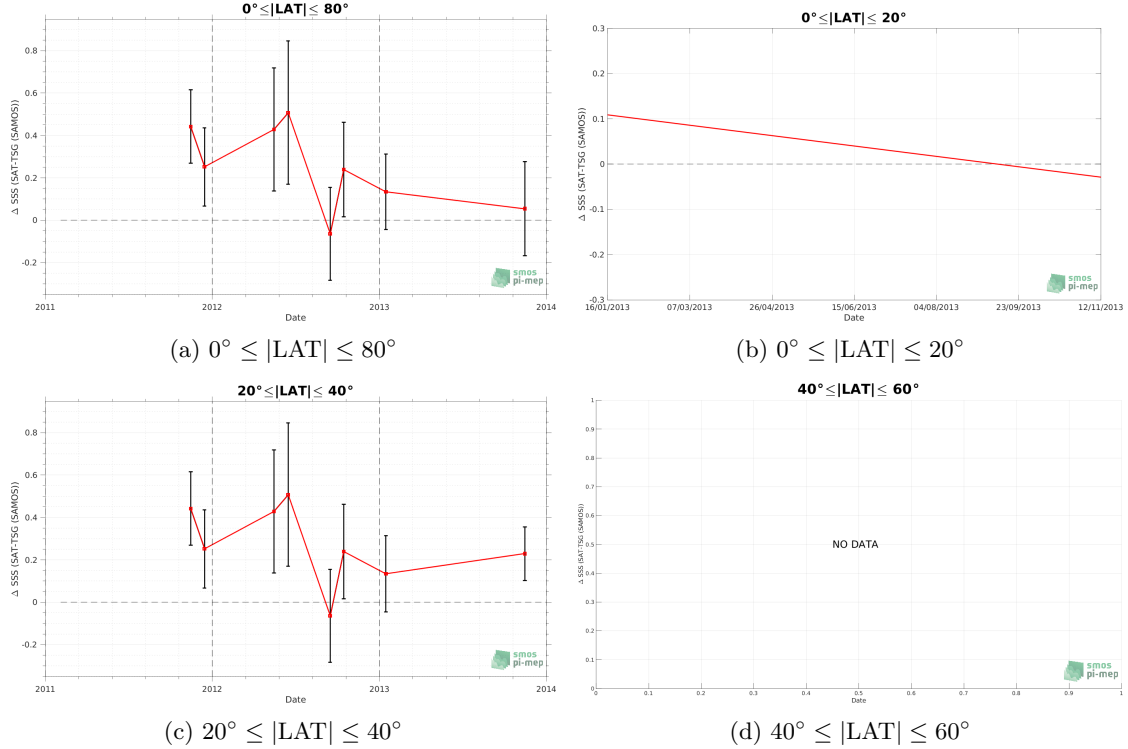 0°≤|LAT|≤ 80°
Δ SSS (SAT-TSG (SAMOS))
0.8
0.6
0.4
0.2
0
-0.2
smos
pi-mep
2011
2012
2013
2014
Date
(a) 0° ≤ |LAT| ≤ 80°
0°≤|LAT|≤ 20°
Δ SSS (SAT-TSG (SAMOS))
0.3
0.2
0.1
0
-0.1
-0.2
-0.3
smos
pi-mep
16/01/2013
07/03/2013
26/04/2013
15/06/2013
04/08/2013
23/09/2013
12/11/2013
Date
(b) 0° ≤ |LAT| ≤ 20°
20°≤|LAT|≤ 40°
Δ SSS (SAT-TSG (SAMOS))
0.8
0.6
0.4
0.2
0
-0.2
smos
pi-mep
2011
2012
2013
2014
Date
(c) 20° ≤ |LAT| ≤ 40°
40°≤|LAT|≤ 60°
Δ SSS (SAT-TSG (SAMOS))
1
0.9
0.8
0.7
0.6
0.5
0.4
0.3
0.2
0.1
0
NO DATA
smos
pi-mep
0
0.1
0.2
0.3
0.4
0.5
0.6
0.7
0.8
0.9
1
Date
(d) 40° ≤ |LAT| ≤ 60°